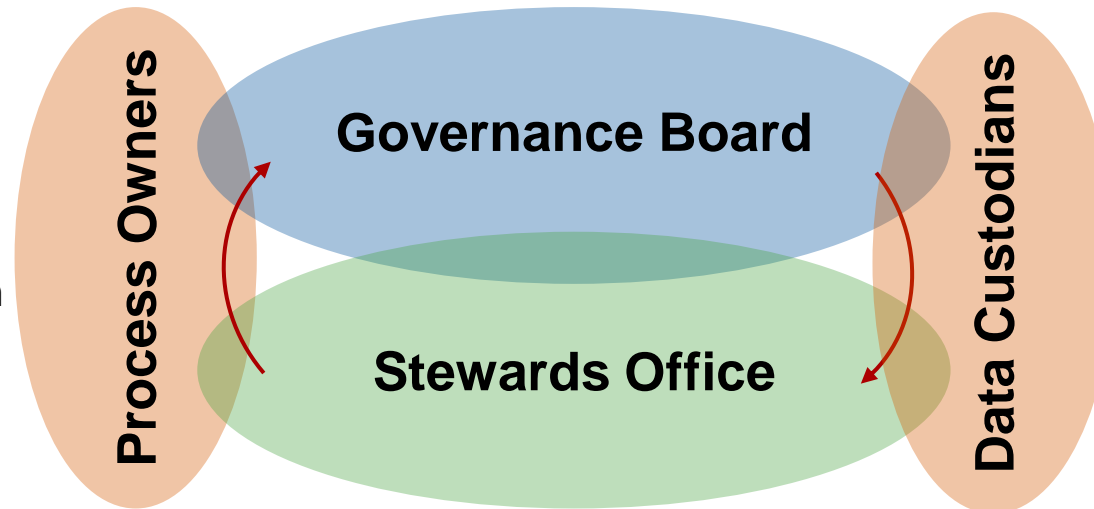 Process Owners
Governance Board
Stewards Office
Data Custodians